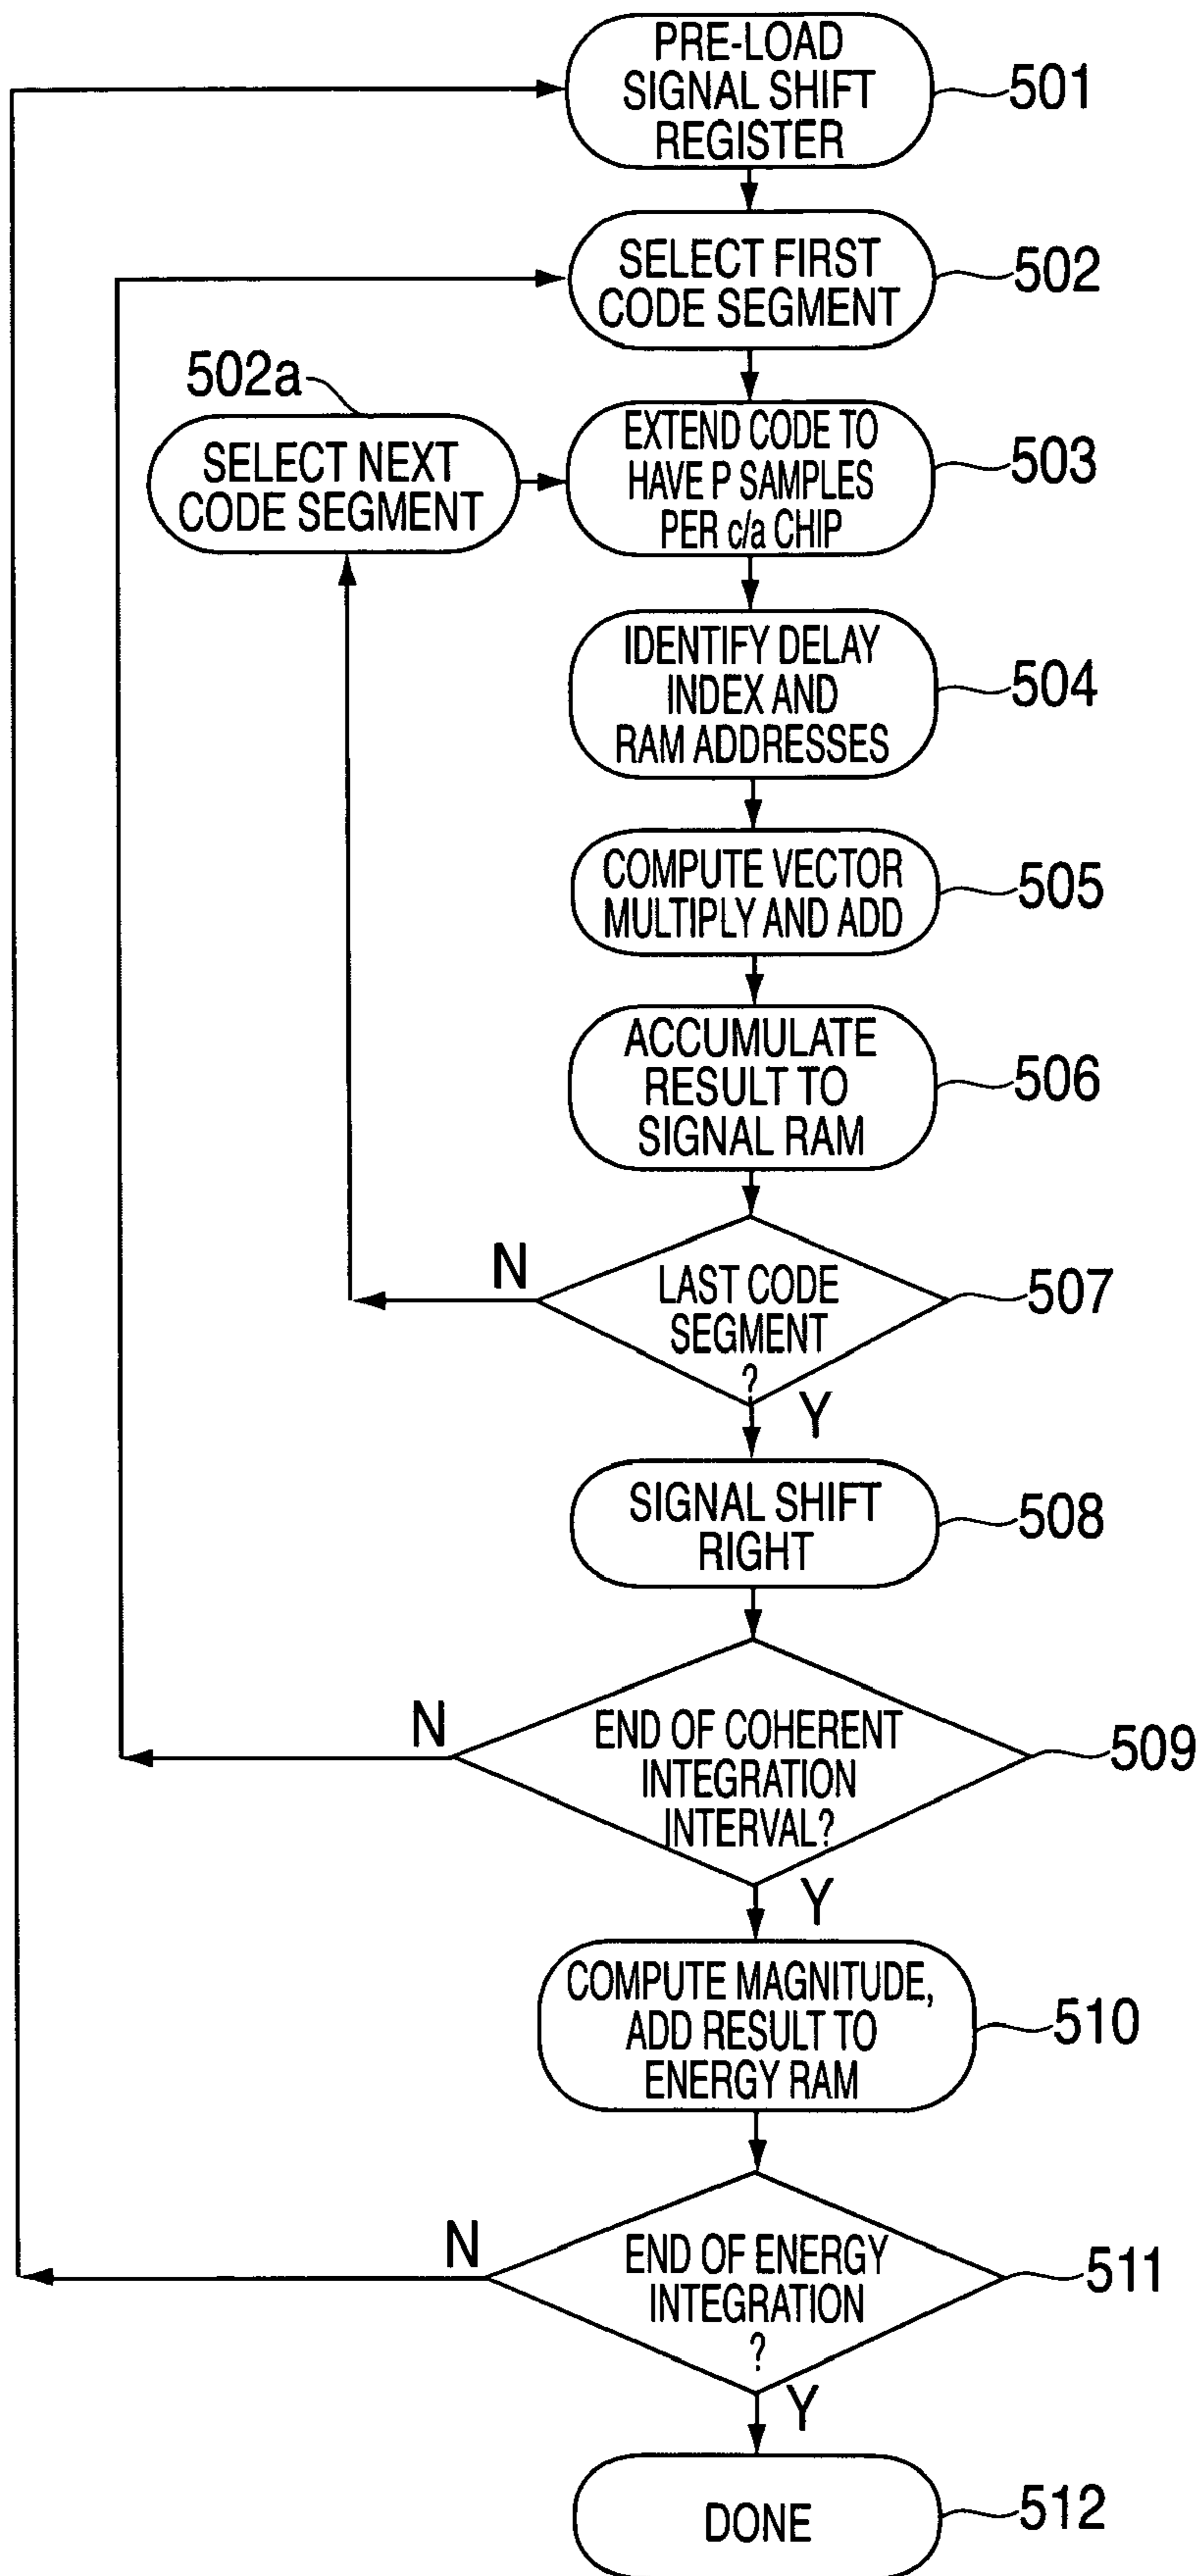 PRE-LOAD
SIGNAL SHIFT
REGISTER
501
SELECT FIRST
CODE SEGMENT
502
502a
SELECT NEXT
CODE SEGMENT
EXTEND CODE TO
HAVE P SAMPLES
PER c/a CHIP
503
IDENTIFY DELAY
INDEX AND
RAM ADDRESSES
504
COMPUTE VECTOR
MULTIPLY AND ADD
505
ACCUMULATE
RESULT TO
SIGNAL RAM
506
N
LAST CODE
SEGMENT
?
507
Y
SIGNAL SHIFT
RIGHT
508
N
END OF COHERENT
INTEGRATION
INTERVAL?
509
Y
COMPUTE MAGNITUDE,
ADD RESULT TO
ENERGY RAM
510
N
END OF ENERGY
INTEGRATION
?
511
Y
DONE
512